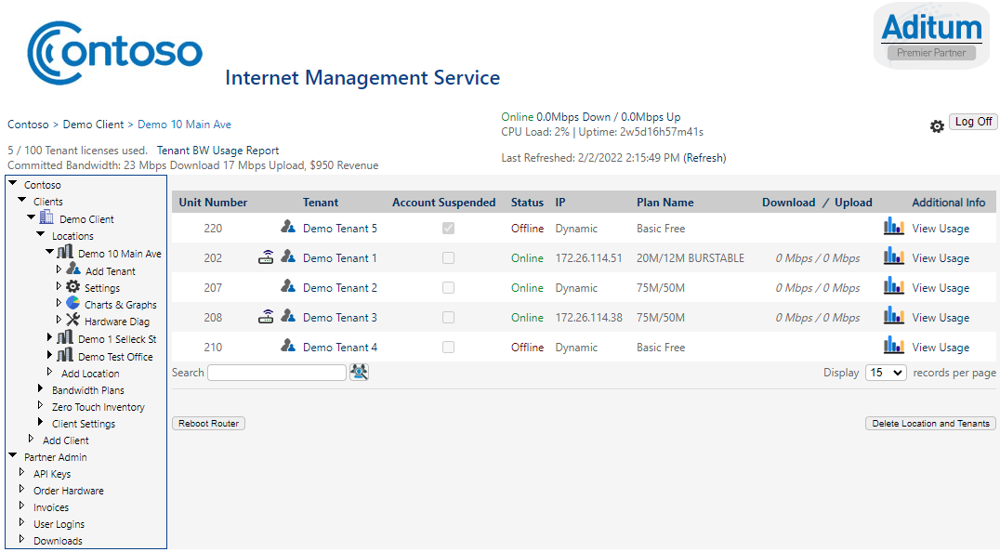 Contoso
Internet Management Service
Aditum
Premier Partner
Contoso > Demo Client > Demo 10 Main Ave
Online 0.0Mbps Down / 0.0Mbps Up
CPU Load: 2% | Uptime: 2w5d16h57m41s
Log Off
5 / 100 Tenant licenses used. Tenant BW Usage Report
Last Refreshed: 2/2/2022 2:15:49 PM (Refresh)
Committed Bandwidth: 23 Mbps Download 17 Mbps Upload, $950 Revenue
Contoso
Clients
Demo Client
Locations
Demo 10 Main Ave
Add Tenant
Settings
Charts & Graphs
Hardware Diag
Demo 1 Selleck St
Demo Test Office
Add Location
Bandwidth Plans
Zero Touch Inventory
Client Settings
Add Client
Partner Admin
API Keys
Order Hardware
Invoices
User Logins
Downloads
Unit Number Tenant Account Suspended Status IP Plan Name Download / Upload Additional Info
220 Demo Tenant 5 Offline Dynamic Basic Free View Usage
202 Demo Tenant 1 Online 172.26.114.51 20M/12M BURSTABLE 0 Mbps / 0 Mbps View Usage
207 Demo Tenant 2 Online Dynamic 75M/50M 0 Mbps / 0 Mbps View Usage
208 Demo Tenant 3 Online 172.26.114.38 75M/50M 0 Mbps / 0 Mbps View Usage
210 Demo Tenant 4 Offline Dynamic Basic Free View Usage
Search Display 15 records per page
Reboot Router Delete Location and Tenants